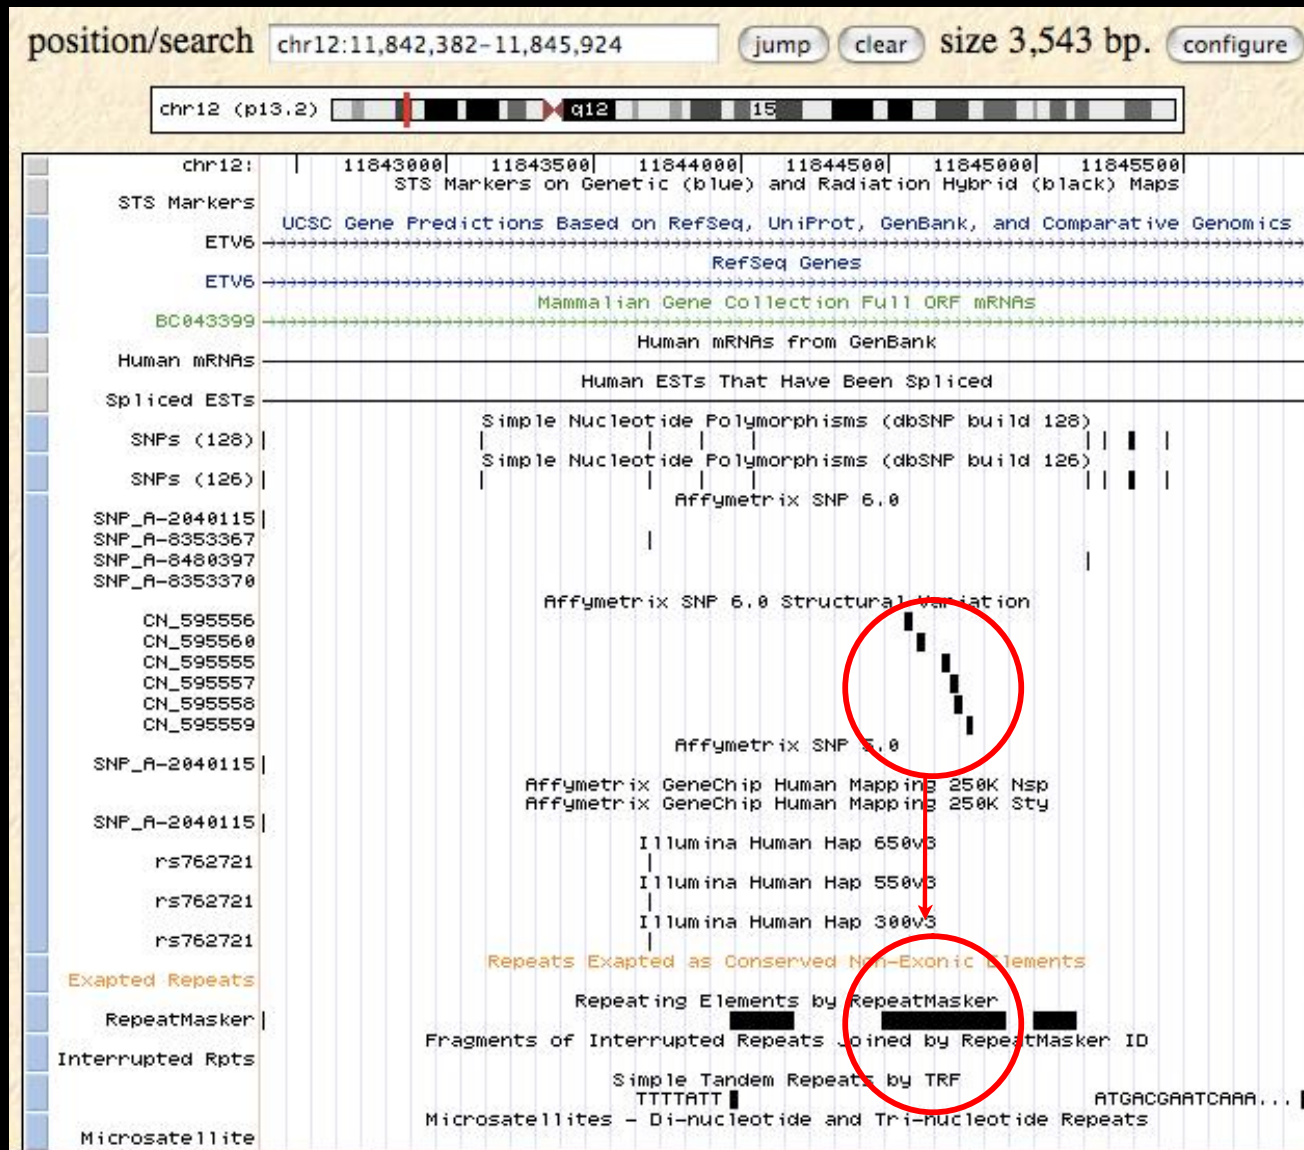 position/search chr12:11,842,382-11,845,924 jump clear size 3,543 bp. configure
chr12 (p13.2) q12 15
chr12: 11843000| 11843500| 11844000| 11844500| 11845000| 11845500|
STS Markers on Genetic (blue) and Radiation Hybrid (black) Maps
STS Markers
UCSC Gene Predictions Based on RefSeq, UniProt, GenBank, and Comparative Genomics
ETV6
RefSeq Genes
ETV6
Mammalian Gene Collection Full ORF mRNAs
BC043399
Human mRNAs from GenBank
Human mRNAs
Human ESTs That Have Been Spliced
Spliced ESTs
Simple Nucleotide Polymorphisms (dbSNP build 128)
SNPs (128)
Simple Nucleotide Polymorphisms (dbSNP build 126)
SNPs (126)
Affymetrix SNP 6.0
SNP_A-2040115
SNP_A-8353367
SNP_A-8480397
SNP_A-8353370
Affymetrix SNP 6.0 Structural Variation
CN_595556
CN_595560
CN_595555
CN_595557
CN_595558
CN_595559
Affymetrix SNP 5.0
SNP_A-2040115
Affymetrix GeneChip Human Mapping 250K Nsp
Affymetrix GeneChip Human Mapping 250K Sty
SNP_A-2040115
Illumina Human Hap 650v3
rs762721
Illumina Human Hap 550v3
rs762721
Illumina Human Hap 300v3
rs762721
Repeats Exapted as Conserved Non-Exonic Elements
Exapted Repeats
Repeating Elements by RepeatMasker
RepeatMasker
Fragments of Interrupted Repeats Joined by RepeatMasker ID
Interrupted Rpts
Simple Tandem Repeats by TRF
TTTTATT ATGACGAATCAAA...
Microsatellites - Di-nucleotide and Tri-nucleotide Repeats
Microsatellite